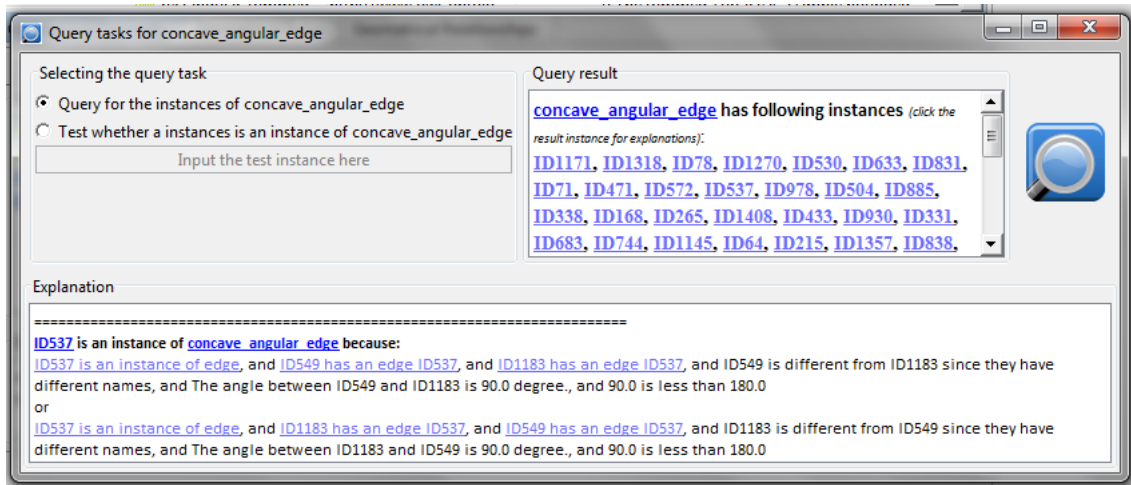 Query tasks for concave_angular_edge
Selecting the query task
Query for the instances of concave_angular_edge
Test whether a instances is an instance of concave_angular_edge
Input the test instance here
Query result
concave_angular_edge has following instances (click the
result instance for explanations):
ID1171, ID1318, ID78, ID1270, ID530, ID633, ID831,
ID71, ID471, ID572, ID537, ID978, ID504, ID885,
ID338, ID168, ID265, ID1408, ID433, ID930, ID331,
ID683, ID744, ID1145, ID64, ID215, ID1357, ID838,
Explanation
==========================================================================
ID537 is an instance of concave_angular_edge because:
ID537 is an instance of edge, and ID549 has an edge ID537, and ID1183 has an edge ID537, and ID549 is different from ID1183 since they have
different names, and The angle between ID549 and ID1183 is 90.0 degree., and 90.0 is less than 180.0
or
ID537 is an instance of edge, and ID1183 has an edge ID537, and ID549 has an edge ID537, and ID1183 is different from ID549 since they have
different names, and The angle between ID1183 and ID549 is 90.0 degree., and 90.0 is less than 180.0